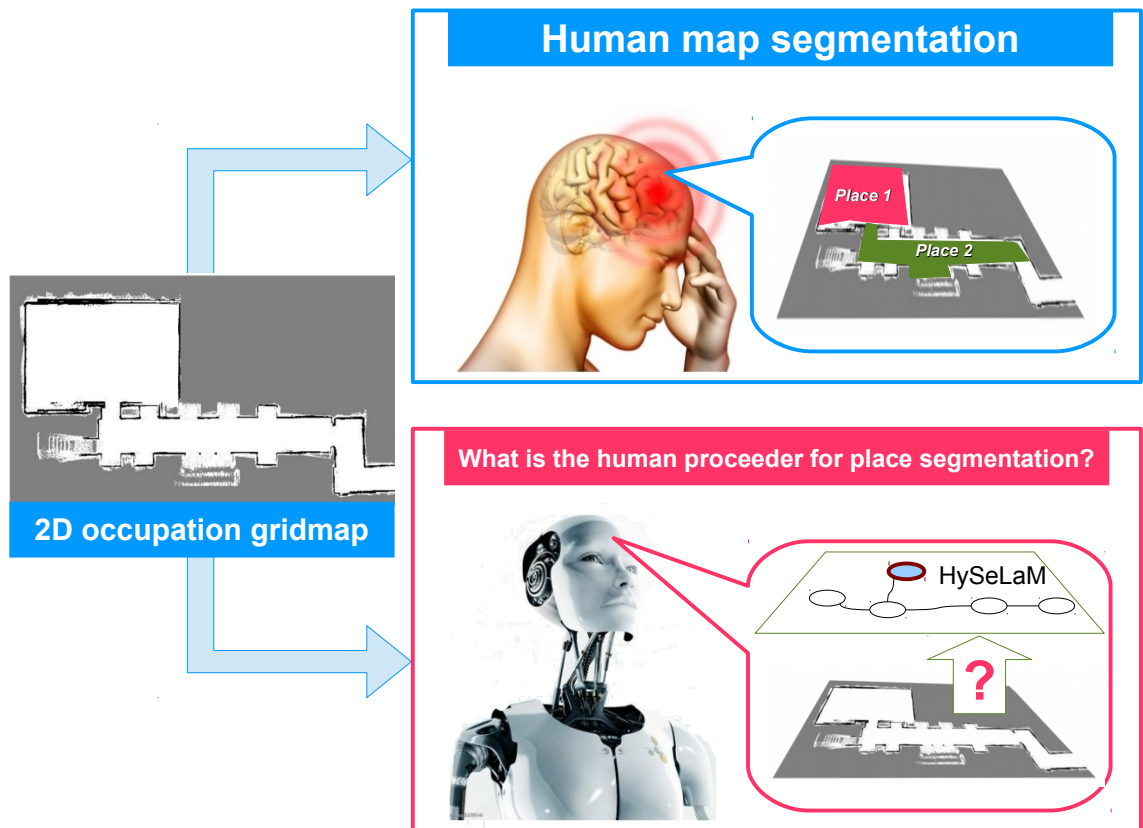 Human map segmentation
Place 1
Place 2
2D occupation gridmap
What is the human proceeder for place segmentation?
HySeLaM
?